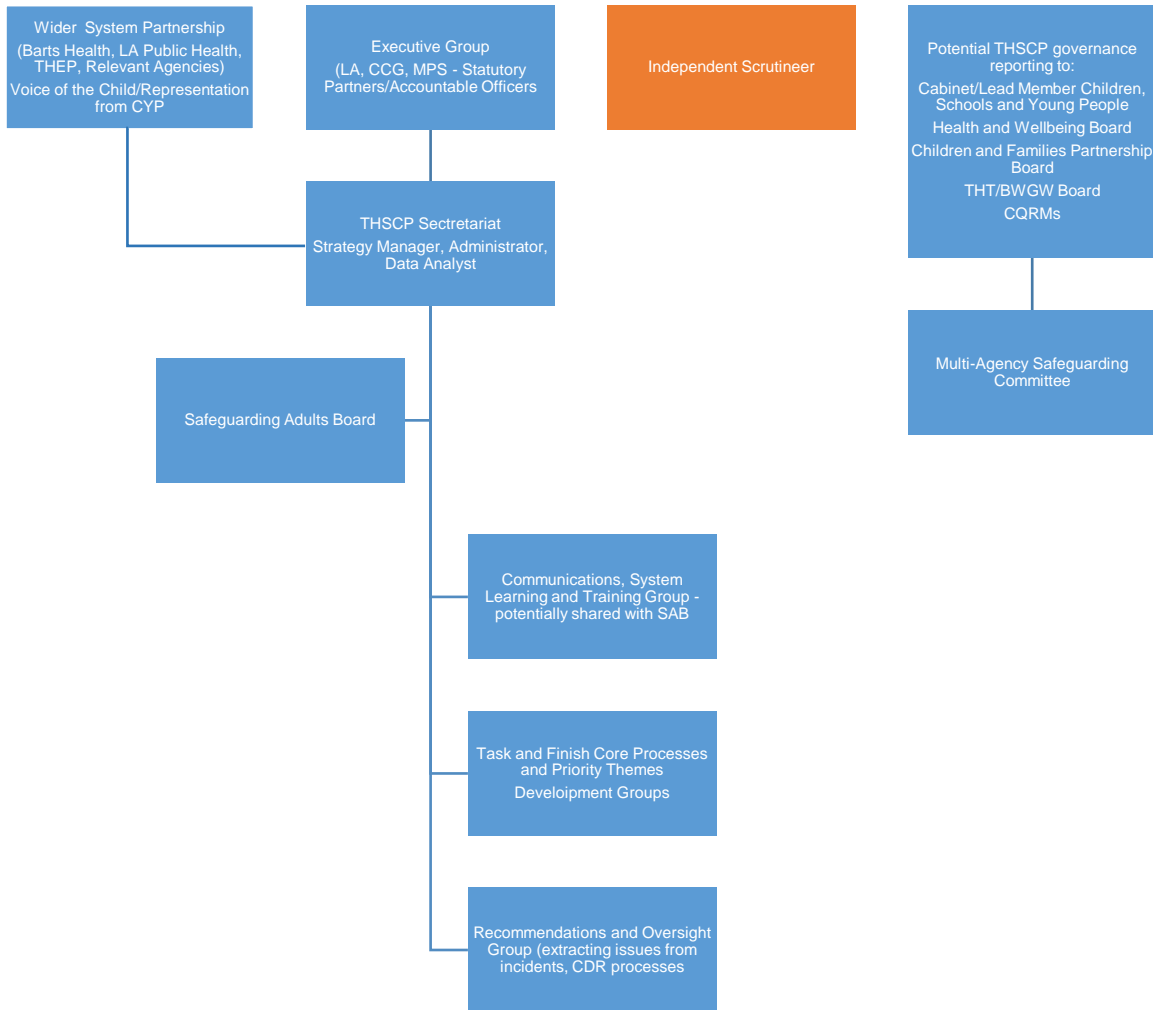 Wider  System Partnership
(Barts Health, LA Public Health,
THEP, Relevant Agencies)
Voice of the Child/Representation
from CYP
Executive Group
(LA, CCG, MPS - Statutory
Partners/Accountable Officers
Independent Scrutineer
Potential THSCP governance
reporting to:
Cabinet/Lead Member Children,
Schools and Young People
Health and Wellbeing Board
Children and Families Partnership
Board
THT/BWGW Board
CQRMs
THSCP Sectretariat
Strategy Manager, Administrator,
Data Analyst
Multi-Agency Safeguarding
Committee
Safeguarding Adults Board
Communications, System
Learning and Training Group -
potentially shared with SAB
Task and Finish Core Processes
and Priority Themes
Develoipment Groups
Recommendations and Oversight
Group (extracting issues from
incidents, CDR processes